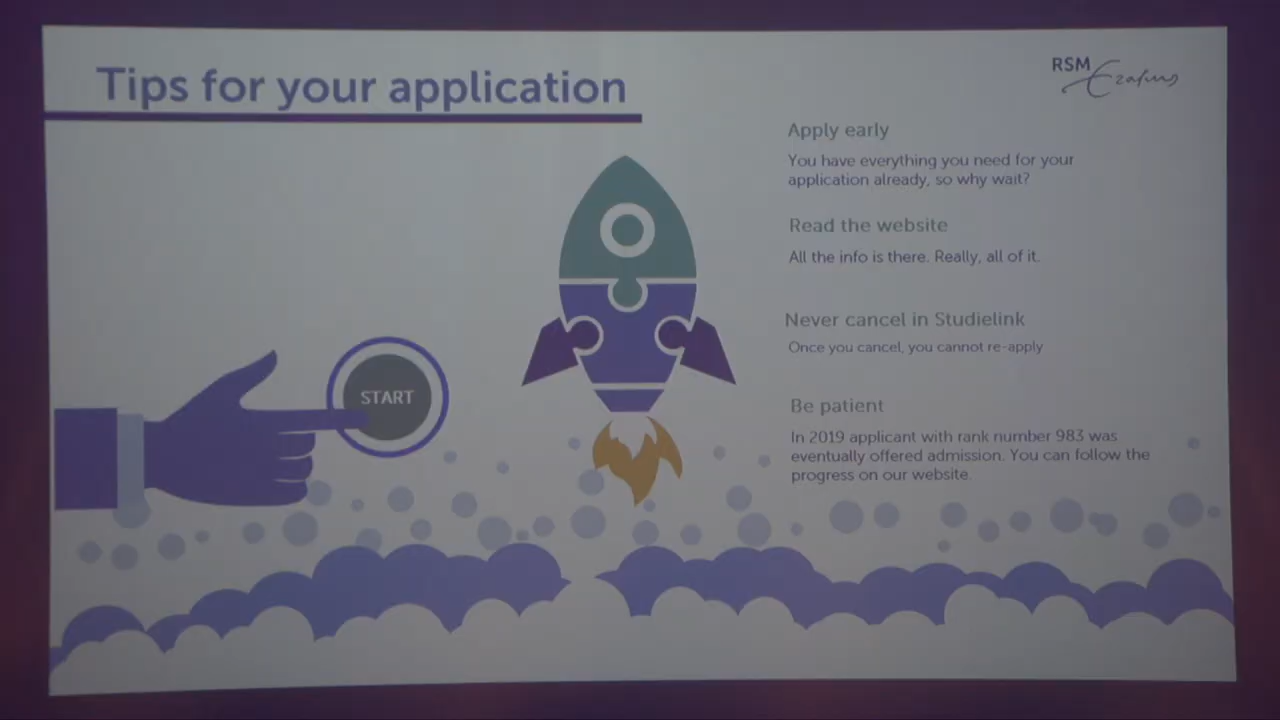 Tips for your application
RSM
Erasmus
Apply early
You have everything you need for your
application already, so why wait?
Read the website
All the info is there. Really, all of it.
Never cancel in Studielink
Once you cancel, you cannot re-apply
START
Be patient
In 2019 applicant with rank number 983 was
eventually offered admission. You can follow the
progress on our website.